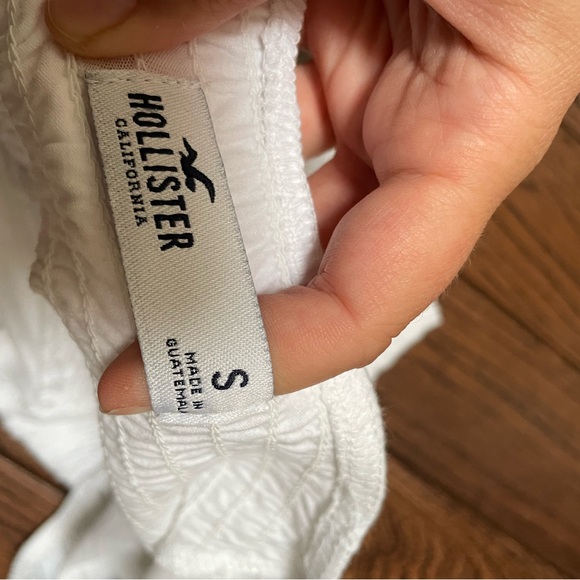 HOLLISTER
CALIFORNIA
S
MADE IN
GUATEMALA